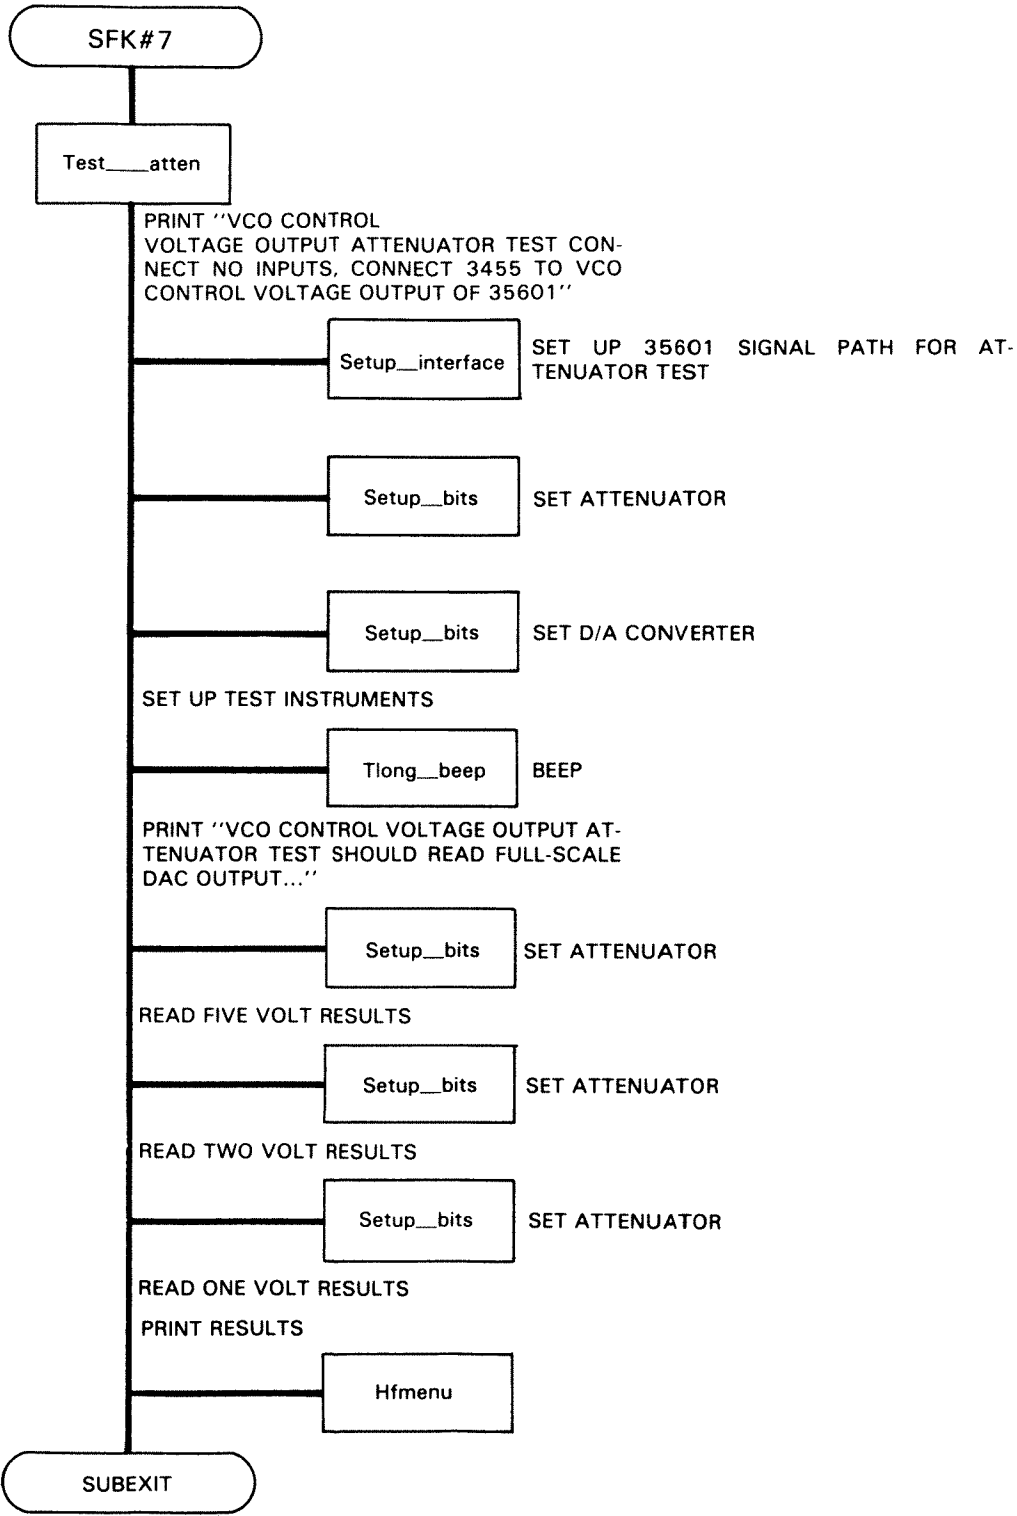 SFK#7
Test__atten
PRINT ''VCO CONTROL
VOLTAGE OUTPUT ATTENUATOR TEST CON-
NECT NO INPUTS, CONNECT 3455 TO VCO
CONTROL VOLTAGE OUTPUT OF 35601''
Setup__interface
SET UP 35601 SIGNAL PATH FOR AT-
TENUATOR TEST
Setup__bits
SET ATTENUATOR
Setup__bits
SET D/A CONVERTER
SET UP TEST INSTRUMENTS
Tlong__beep
BEEP
PRINT ''VCO CONTROL VOLTAGE OUTPUT AT-
TENUATOR TEST SHOULD READ FULL-SCALE
DAC OUTPUT...''
Setup__bits
SET ATTENUATOR
READ FIVE VOLT RESULTS
Setup__bits
SET ATTENUATOR
READ TWO VOLT RESULTS
Setup__bits
SET ATTENUATOR
READ ONE VOLT RESULTS
PRINT RESULTS
Hfmenu
SUBEXIT